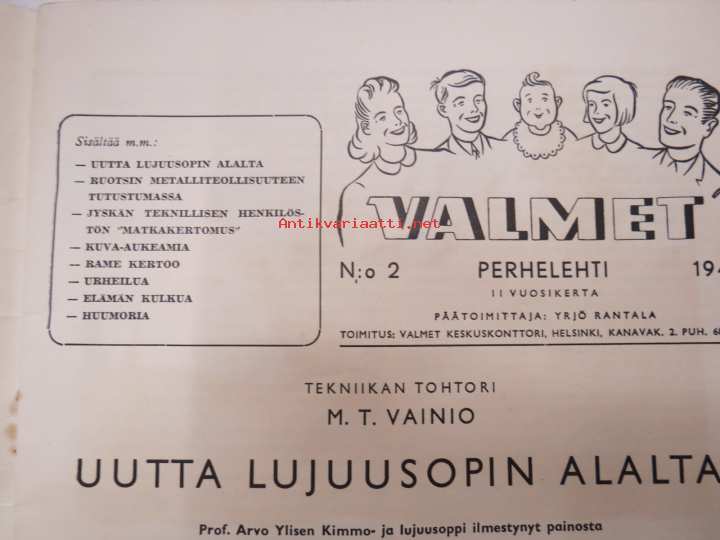 Sisältää m.m.:
— UUTTA LUJUUSOPIN ALALTA
— RUOTSIN METALLITEOLLISUUTEEN
TUTUSTUMASSA
— JYSKÄN TEKNILLISEN HENKILÖS-
TÖN "MATKAKERTOMUS"
— KUVA-AUKEAMIA
— RAME KERTOO
— URHEILUA
— ELÄMÄN KULKUA
— HUUMORIA
Antikvariaatti.net
VALMET
N:o 2 PERHELEHTI 194
II VUOSIKERTA
PÄÄTOIMITTAJA: YRJÖ RANTALA
TOIMITUS: VALMET KESKUSKONTTORI, HELSINKI, KANAVAK. 2. PUH.
TEKNIIKAN TOHTORI
M. T. VAINIO
UUTTA LUJUUSOPIN ALALTA
Prof. Arvo Ylisen Kimmo- ja lujuusoppi ilmestynyt painosta